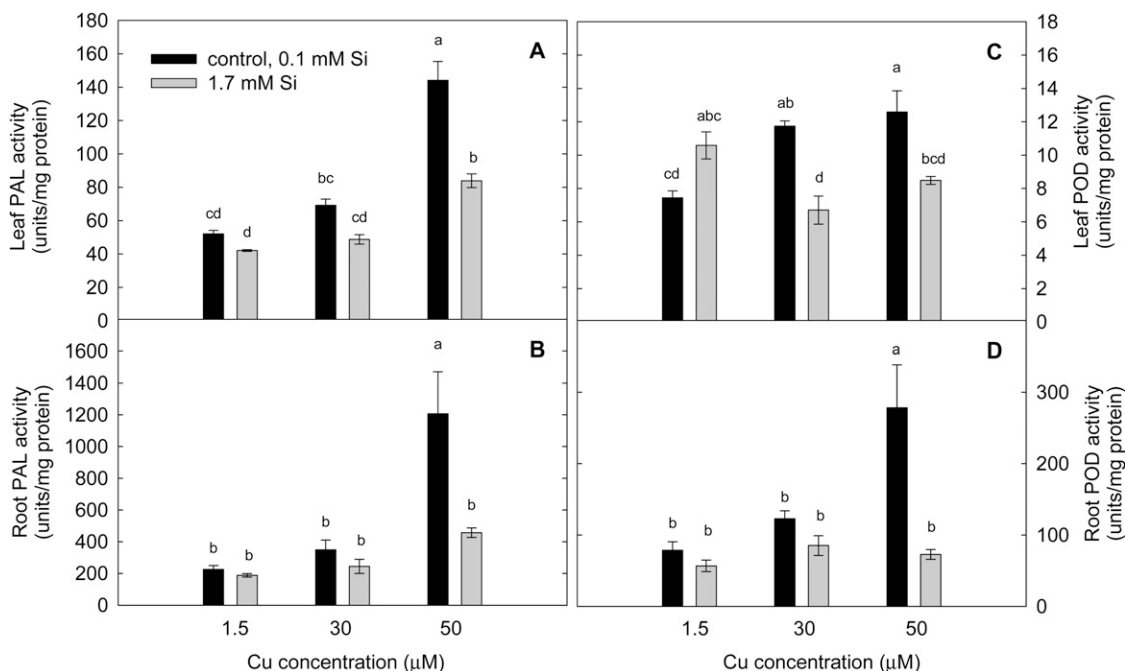 180
160
140
120
100
80
60
40
20
0
Leaf PAL activity
(units/mg protein)
control, 0.1 mM Si
1.7 mM Si
A
cd
d
bc
cd
a
b
C
cd
abc
ab
d
a
bcd
18
16
14
12
10
8
6
4
2
0
Leaf POD activity
(units/mg protein)
1600
1400
1200
1000
800
600
400
200
0
Root PAL activity
(units/mg protein)
B
b
b
b
b
a
b
D
b
b
b
b
a
b
300
200
100
0
Root POD activity
(units/mg protein)
1.5
30
50
Cu concentration (μM)
1.5
30
50
Cu concentration (μM)